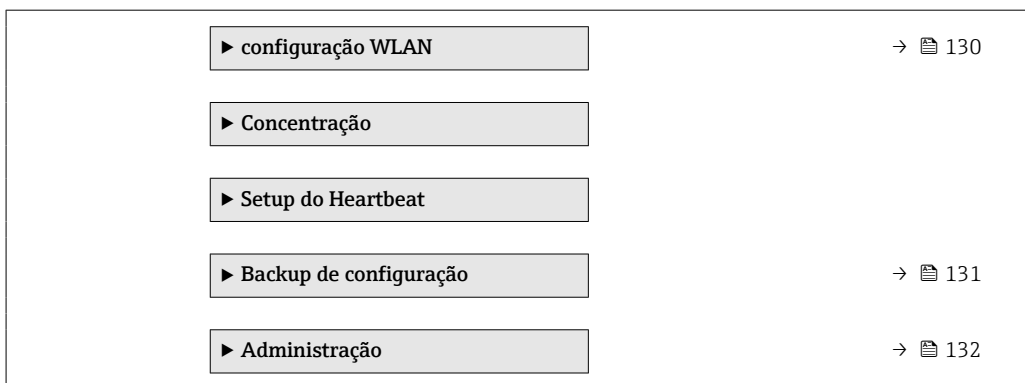 ▶ configuração WLAN → 130
▶ Concentração
▶ Setup do Heartbeat
▶ Backup de configuração → 131
▶ Administração → 132